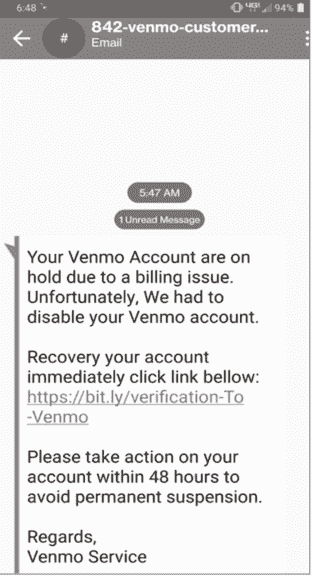 6:48
94%
842-venmo-customer...
#
Email
5:47 AM
1 Unread Message
Your Venmo Account are on
hold due to a billing issue.
Unfortunately, We had to
disable your Venmo account.
Recovery your account
immediately click link bellow:
https://bit.ly/verification-To
-Venmo
Please take action on your
account within 48 hours to
avoid permanent suspension.
Regards,
Venmo Service